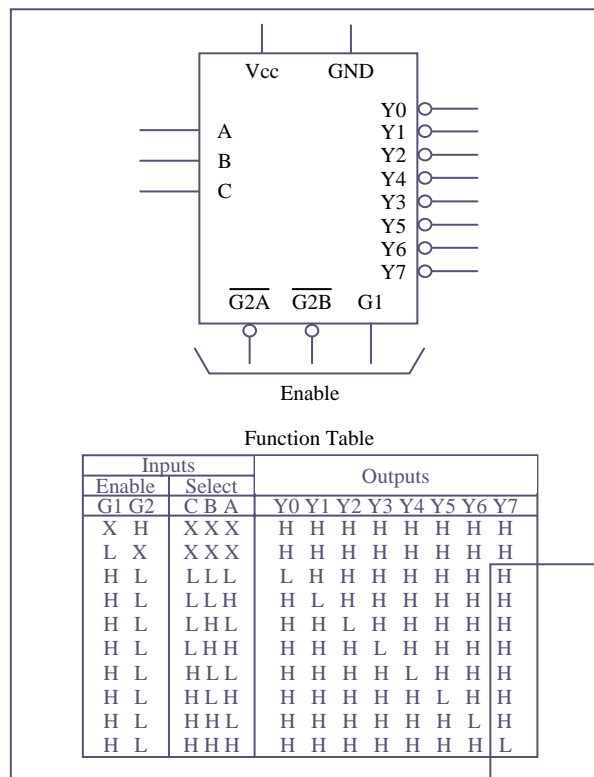 Vcc GND
Y0
Y1
A
Y2
B
Y4
C
Y3
Y5
Y6
Y7
G2A G2B G1
Enable
Function Table
Inputs Outputs
Enable Select
G1 G2 C B A Y0 Y1 Y2 Y3 Y4 Y5 Y6 Y7
X H X X X H H H H H H H H
L X X X X H H H H H H H H
H L L L L L H H H H H H H
H L L L H H L H H H H H H
H L L H L H H L H H H H H
H L L H H H H H L H H H H
H L H L L H H H H L H H H
H L H L H H H H H H L H H
H L H H L H H H H H H L H
H L H H H H H H H H H H L